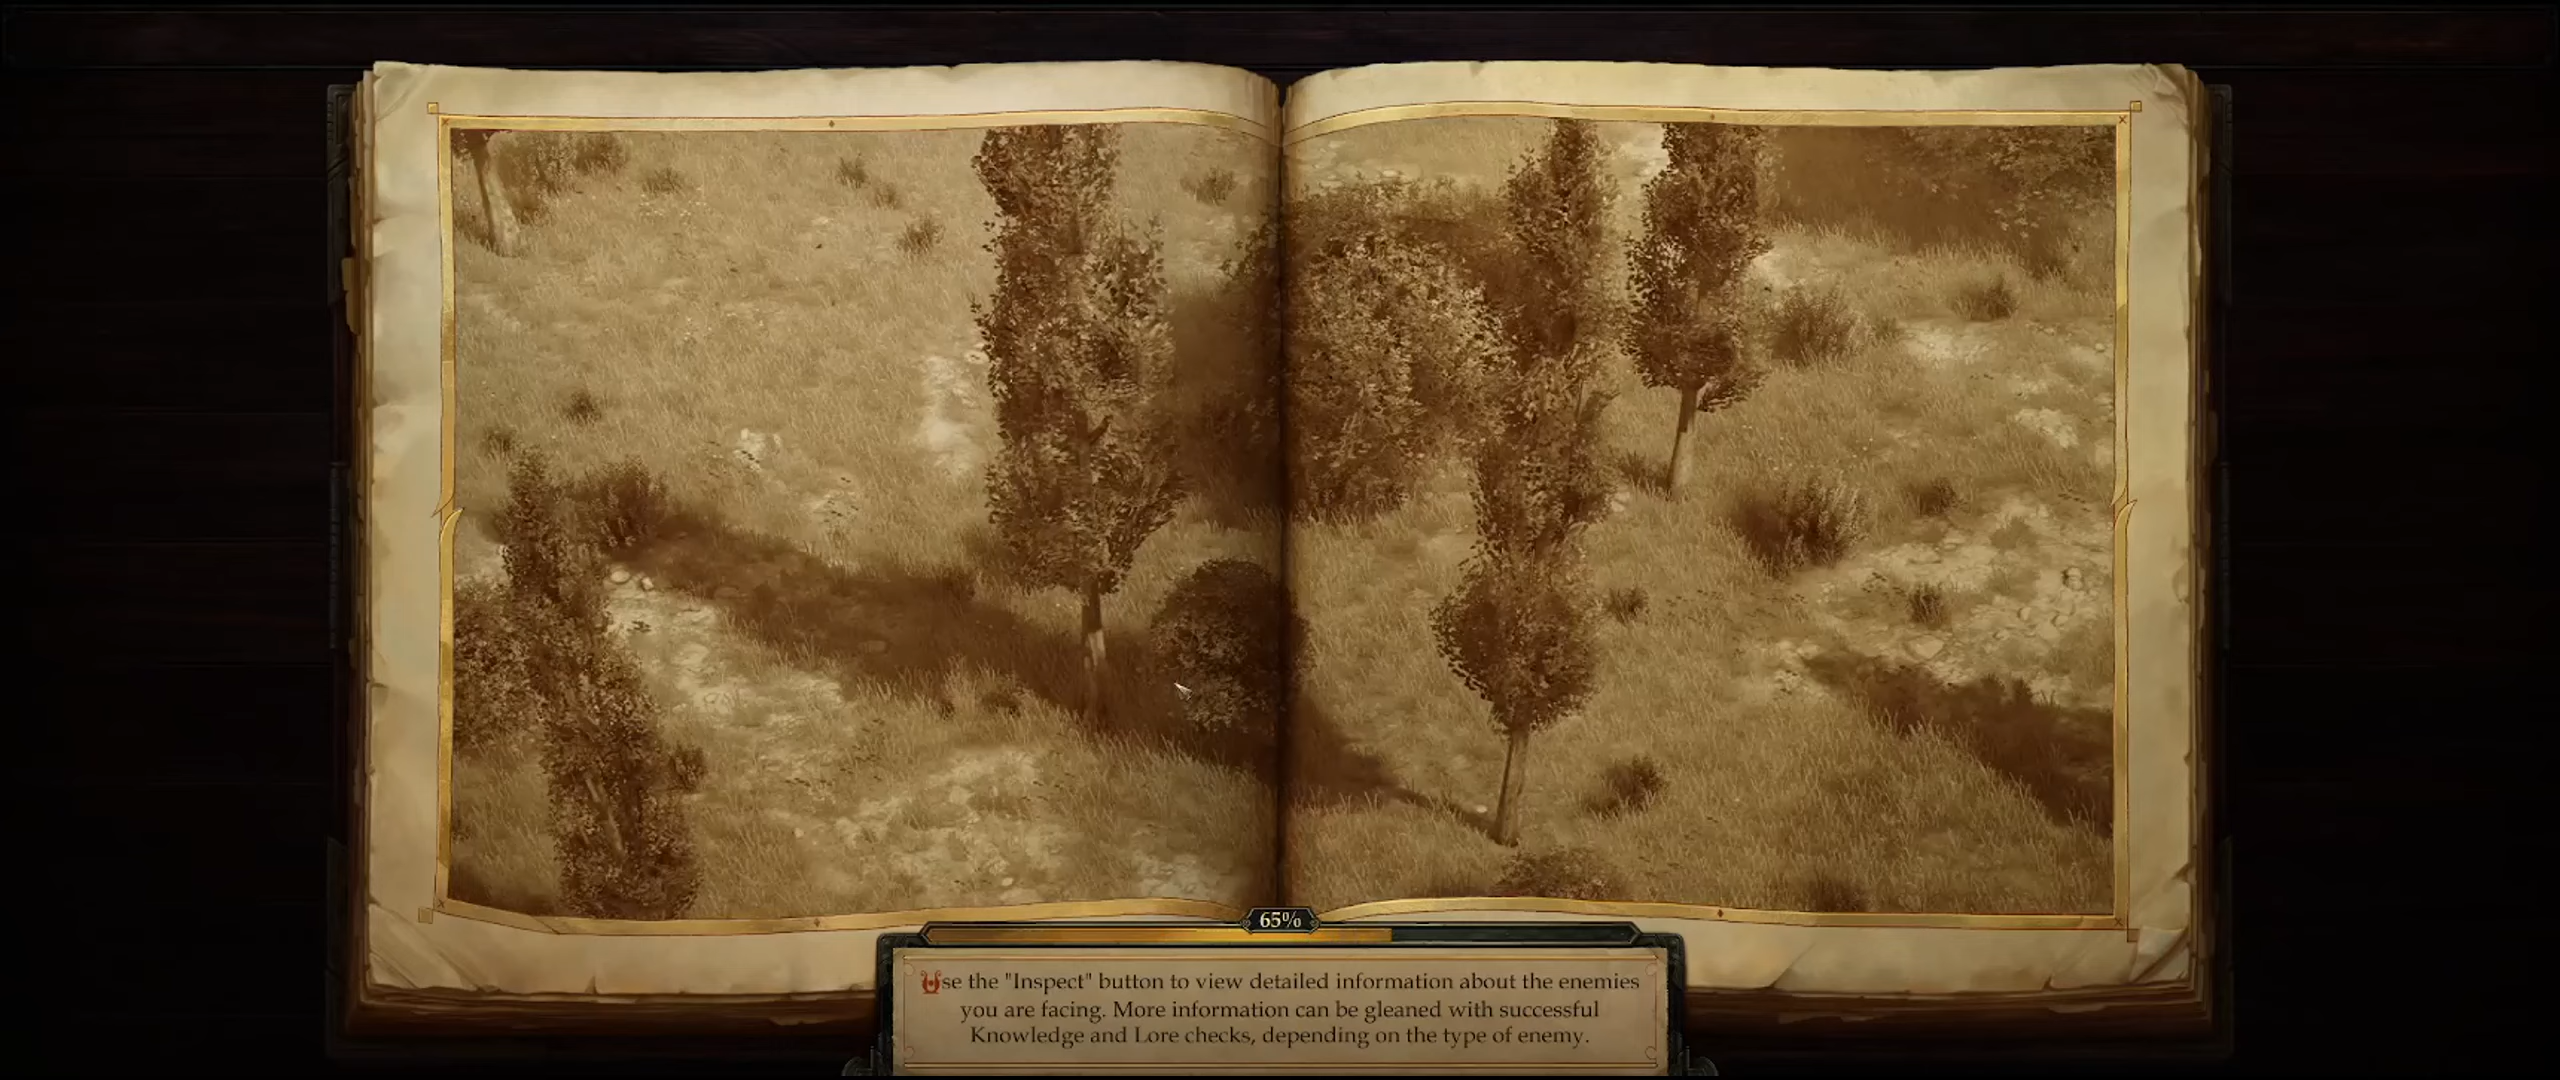 65%
Use the "Inspect" button to view detailed information about the enemies
you are facing. More information can be gleaned with successful
Knowledge and Lore checks, depending on the type of enemy.